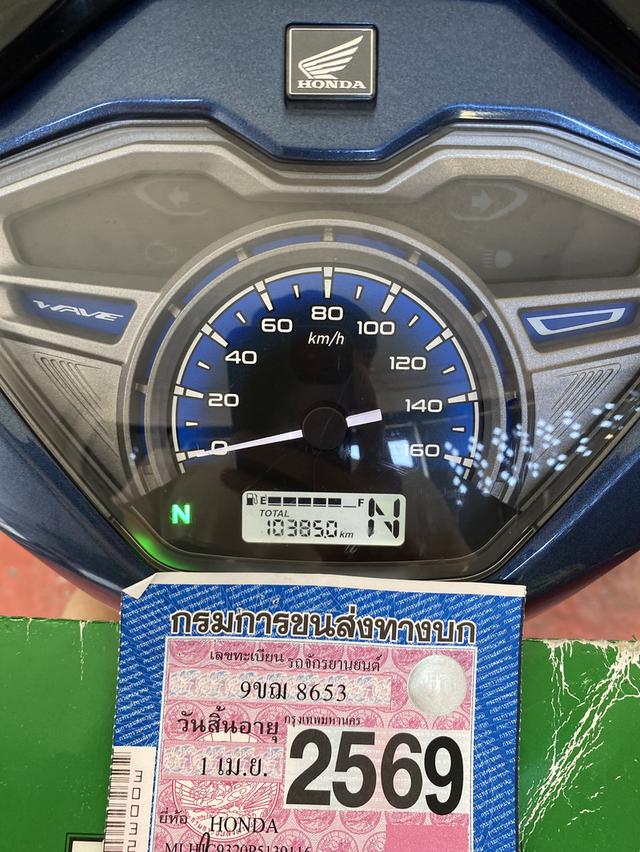 HONDA
WAVE
0 20 40 60 80 100 120 140 160
km/h
N
E F
TOTAL
10385.0 km
N
กรมการขนส่งทางบก
เลขทะเบียน รถจักรยานยนต์
9ขฌ 8653
วันสิ้นอายุ กรุงเทพมหานคร
1 เม.ย. 2569
ยี่ห้อ HONDA